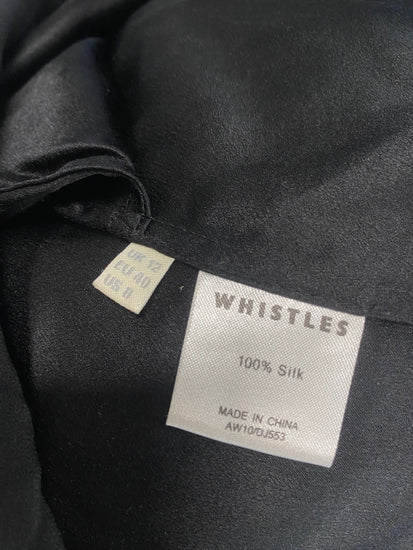 UK 12
EU 40
US 8
WHISTLES
100% Silk
MADE IN CHINA
AW10/DJ553